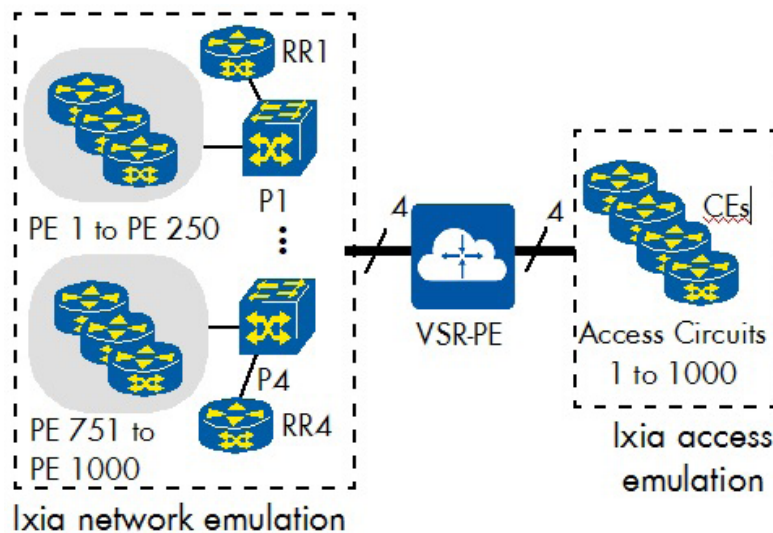 RR1
P1
PE 1 to PE 250
4
4
CEs
VSR-PE
P4
PE 751 to
PE 1000
RR4
Access Circuits
1 to 1000
Ixia access
emulation
Ixia network emulation